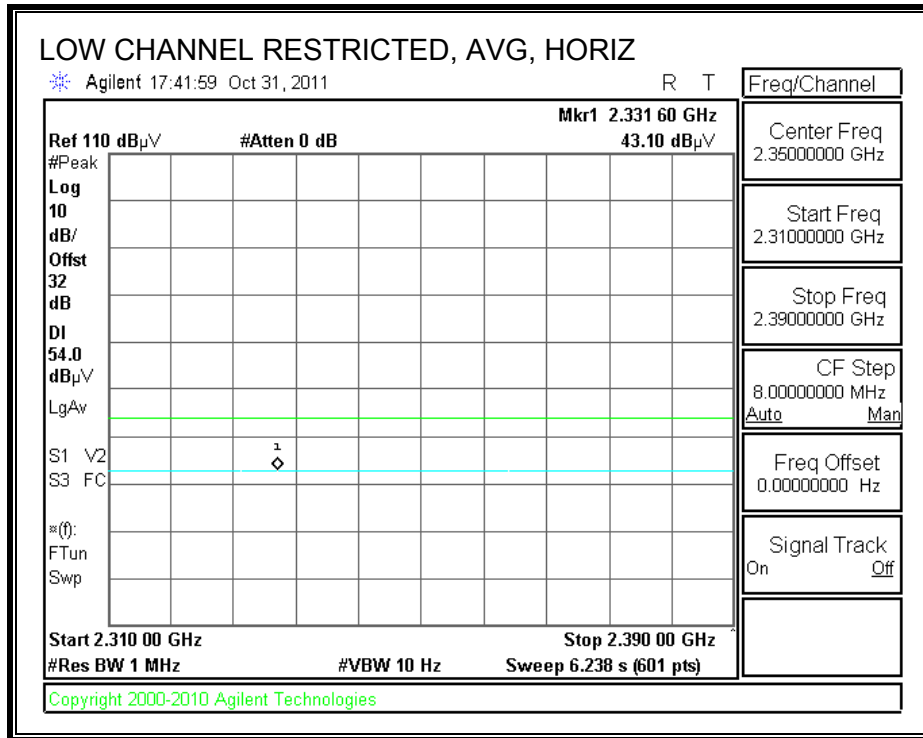 LOW CHANNEL RESTRICTED, AVG, HORIZ
Agilent 17:41:59 Oct 31, 2011 R T
Freq/Channel
Mkr1 2.331 60 GHz
Ref 110 dBµV #Atten 0 dB 43.10 dBµV
#Peak
Log
10
dB/
Offst
32
dB
DI
54.0
dBµV
LgAv
S1 V2
S3 FC
¤(f):
FTun
Swp
1
Start 2.310 00 GHz Stop 2.390 00 GHz
#Res BW 1 MHz #VBW 10 Hz Sweep 6.238 s (601 pts)
Center Freq
2.35000000 GHz
Start Freq
2.31000000 GHz
Stop Freq
2.39000000 GHz
CF Step
8.00000000 MHz
Auto Man
Freq Offset
0.00000000 Hz
Signal Track
On Off
Copyright 2000-2010 Agilent Technologies